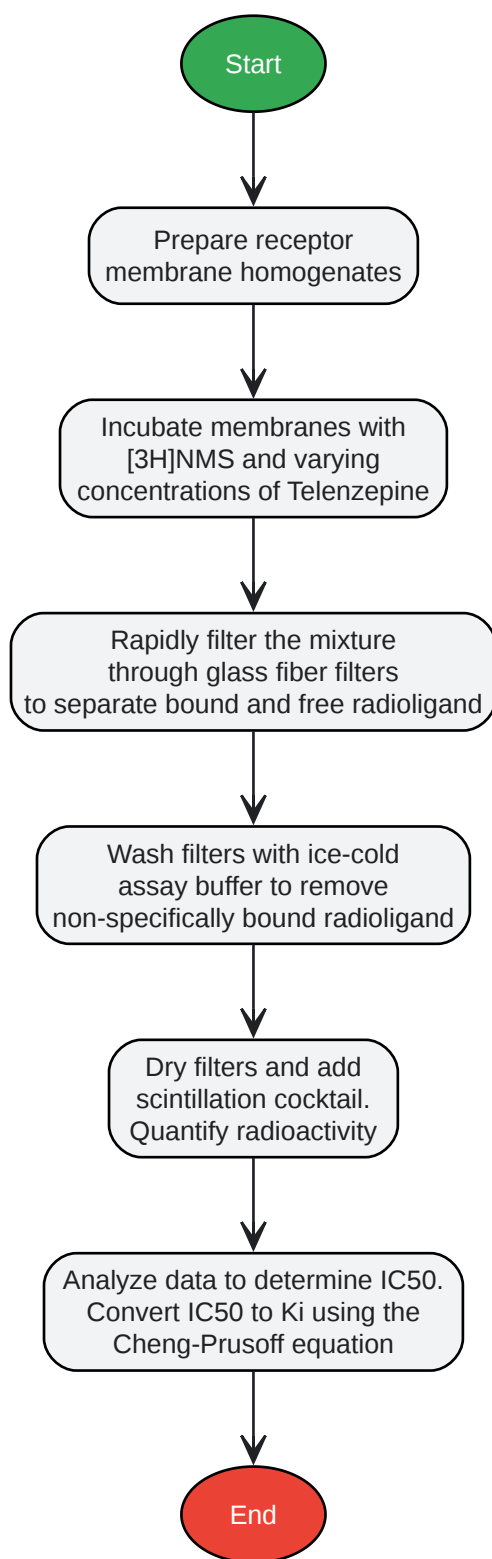 Start
Prepare receptor
membrane homogenates
Incubate membranes with
[3H]NMS and varying
concentrations of Telenzepine
Rapidly filter the mixture
through glass fiber filters
to separate bound and free radioligand
Wash filters with ice-cold
assay buffer to remove
non-specifically bound radioligand
Dry filters and add
scintillation cocktail.
Quantify radioactivity
Analyze data to determine IC50.
Convert IC50 to Ki using the
Cheng-Prusoff equation
End